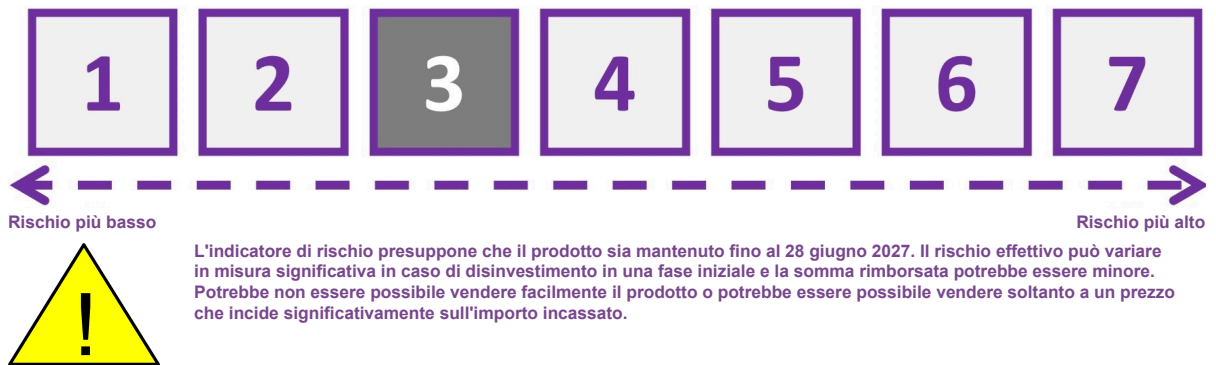 1 2 3 4 5 6 7
Rischio più basso Rischio più alto
L'indicatore di rischio presuppone che il prodotto sia mantenuto fino al 28 giugno 2027. Il rischio effettivo può variare
in misura significativa in caso di disinvestimento in una fase iniziale e la somma rimborsata potrebbe essere minore.
Potrebbe non essere possibile vendere facilmente il prodotto o potrebbe essere possibile vendere soltanto a un prezzo
che incide significativamente sull'importo incassato.
!